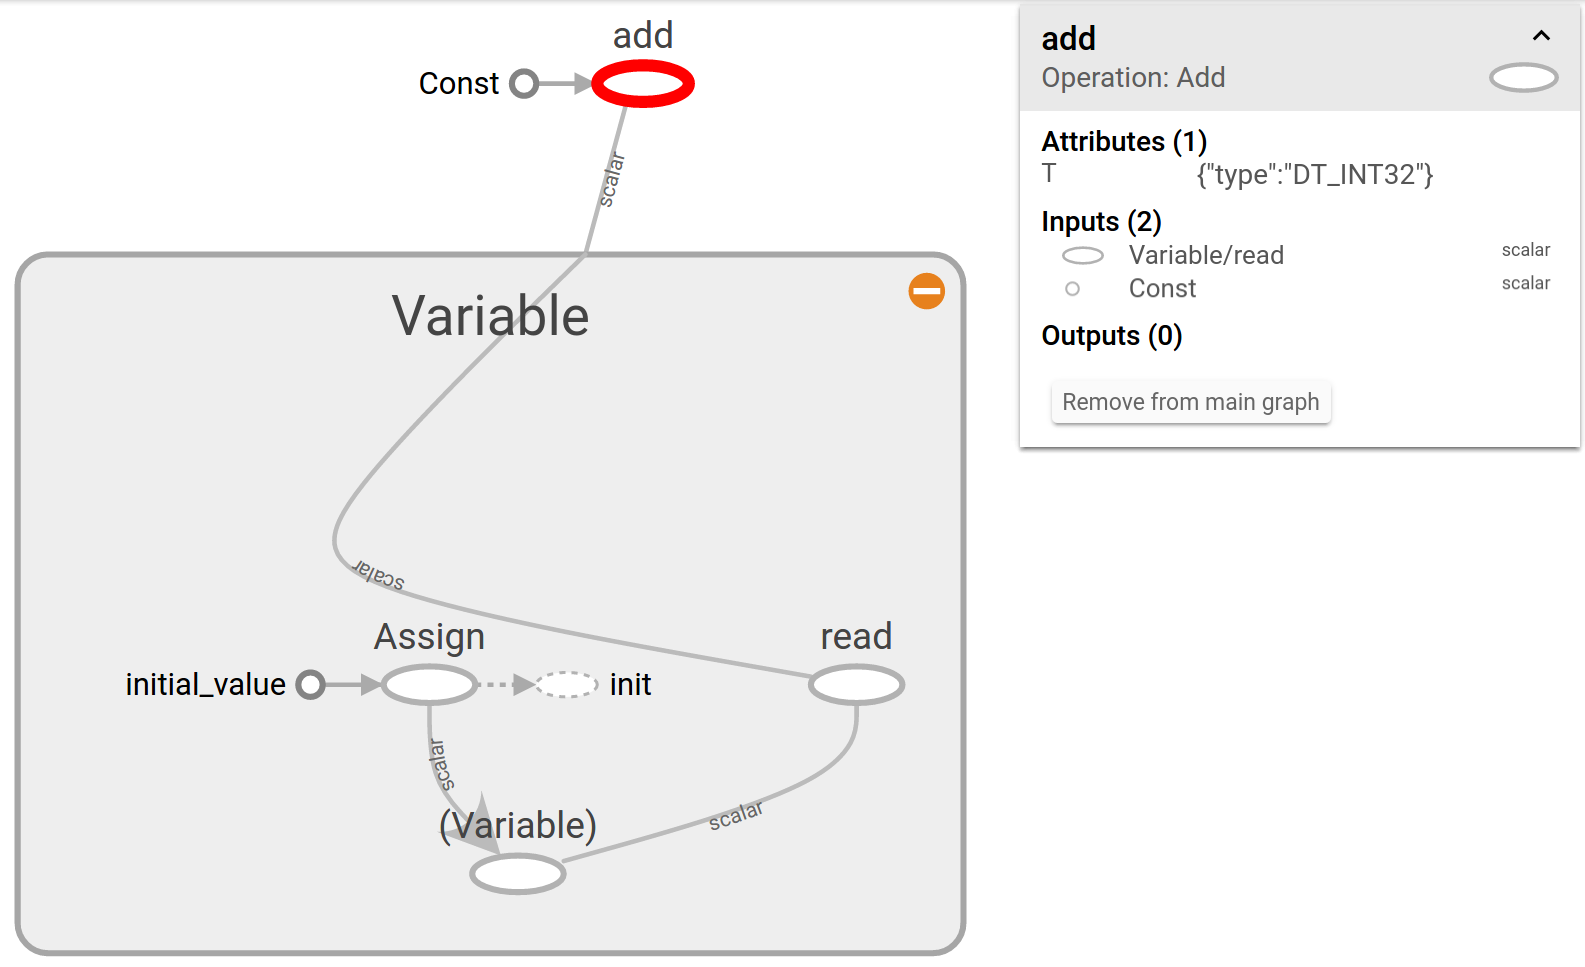 add
Const
scalar
Variable
scalar
Assign
read
initial_value
init
scalar
(Variable)
scalar
add
Operation: Add
Attributes (1)
T {"type":"DT_INT32"}
Inputs (2)
Variable/read scalar
Const scalar
Outputs (0)
Remove from main graph